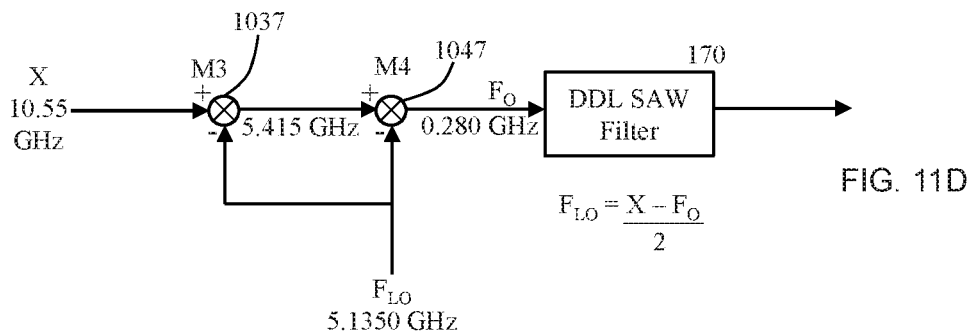 1037
1047
170
M3
M4
X
10.55
GHz
+
-
5.415 GHz
+
-
F_O
0.280 GHz
DDL SAW
Filter
FIG. 11D
F_LO = X – F_O
2
F_LO
5.1350 GHz